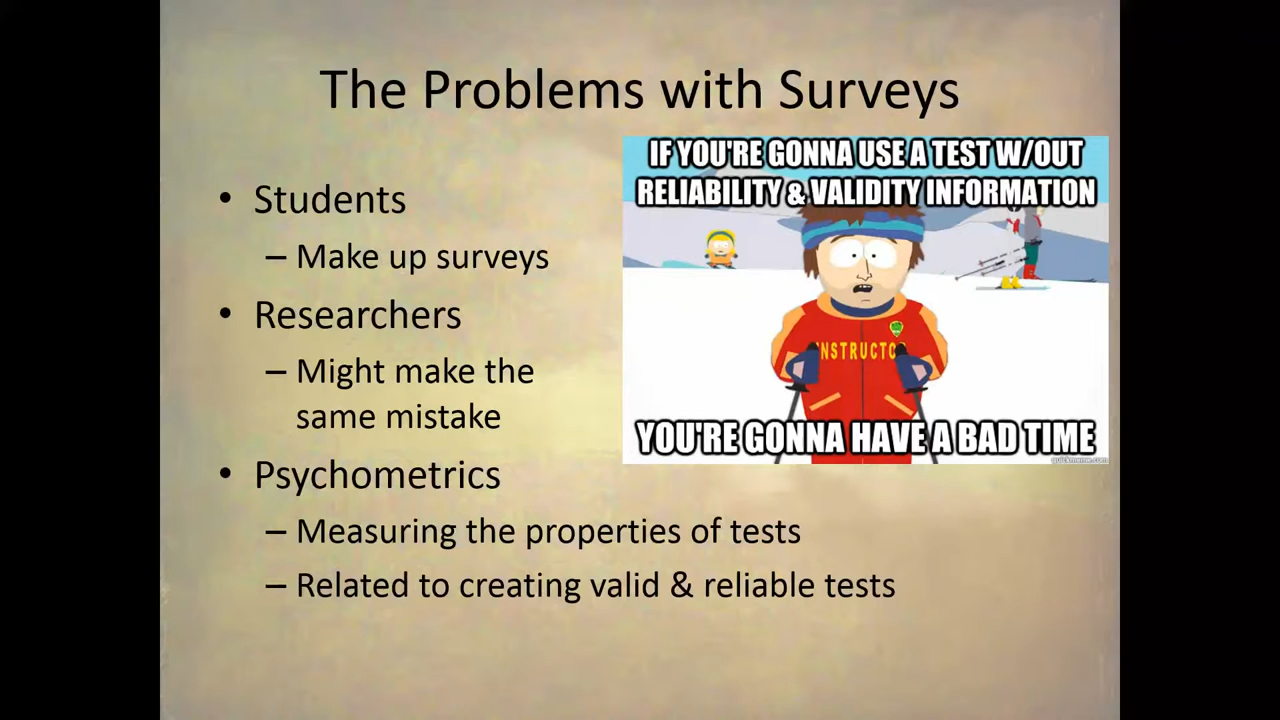 The Problems with Surveys
• Students
– Make up surveys
• Researchers
– Might make the
same mistake
• Psychometrics
– Measuring the properties of tests
– Related to creating valid & reliable tests
IF YOU'RE GONNA USE A TEST W/OUT
RELIABILITY & VALIDITY INFORMATION
INSTRUCTO
YOU'RE GONNA HAVE A BAD TIME
quickmeme.com